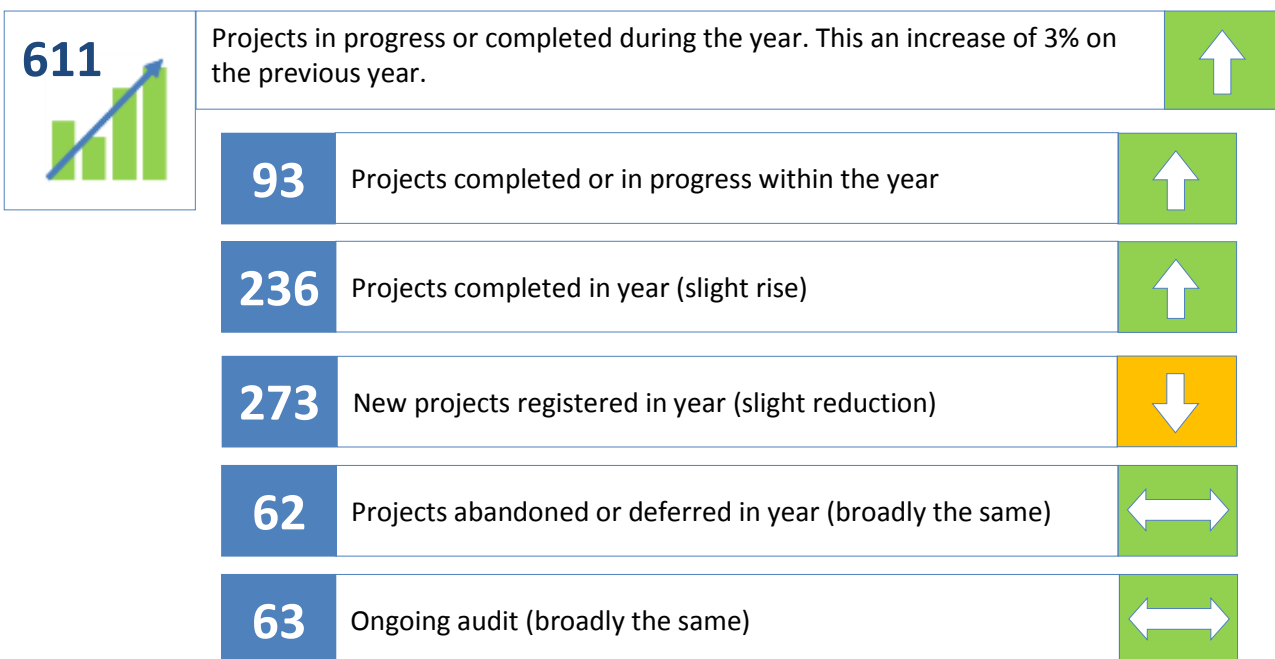 611
Projects in progress or completed during the year. This an increase of 3% on
the previous year.
93
Projects completed or in progress within the year
236
Projects completed in year (slight rise)
273
New projects registered in year (slight reduction)
62
Projects abandoned or deferred in year (broadly the same)
63
Ongoing audit (broadly the same)